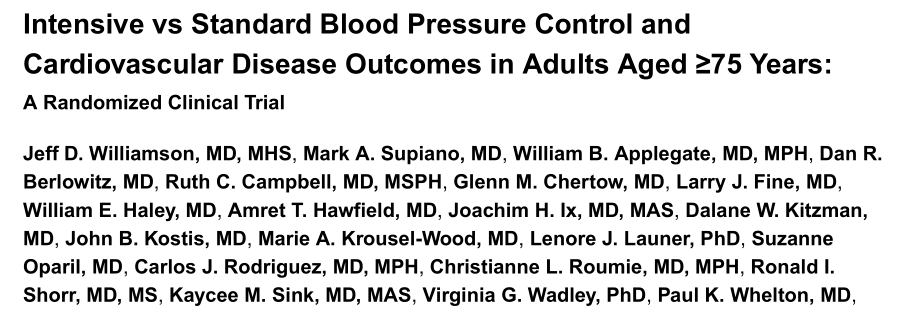 Intensive vs Standard Blood Pressure Control and
Cardiovascular Disease Outcomes in Adults Aged ≥75 Years:
A Randomized Clinical Trial
Jeff D. Williamson, MD, MHS, Mark A. Supiano, MD, William B. Applegate, MD, MPH, Dan R.
Berlowitz, MD, Ruth C. Campbell, MD, MSPH, Glenn M. Chertow, MD, Larry J. Fine, MD,
William E. Haley, MD, Amret T. Hawfield, MD, Joachim H. Ix, MD, MAS, Dalane W. Kitzman,
MD, John B. Kostis, MD, Marie A. Krousel-Wood, MD, Lenore J. Launer, PhD, Suzanne
Oparil, MD, Carlos J. Rodriguez, MD, MPH, Christianne L. Roumie, MD, MPH, Ronald I.
Shorr, MD, MS, Kaycee M. Sink, MD, MAS, Virginia G. Wadley, PhD, Paul K. Whelton, MD,